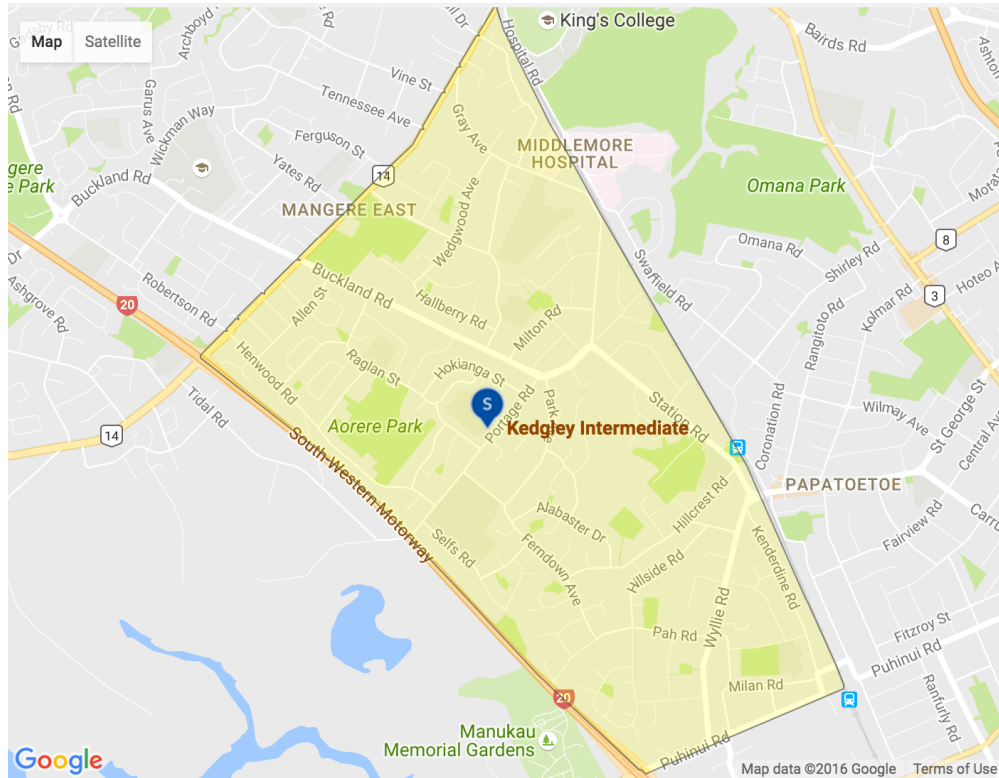 Map
Satellite
King's College
Bairds Rd
Archboyd
Vine St
Hospital Rd
Garus Ave
Tennessee Ave
Wickman Way
Gray Ave
Ferguson St
MIDDLEMORE
HOSPITAL
14
Yates Rd
Omana Park
Buckland Rd
MANGERE EAST
Wedgwood Ave
Omana Rd
8
Shirley Rd
Swaffield Rd
Robertson Rd
Ashgrove Rd
20
Buckland Rd
Allen St
Hallberry Rd
Milton Rd
Rangitoto Rd
Kolmar Rd
3
Henwood Rd
Raglan St
Hokianga St
Tidal Rd
S
Portage Rd
Park
Station Rd
Coronation Rd
Wilmay Ave
St George St
Central Ave
14
Aorere Park
Kedgley Intermediate
South-Western Motorway
PAPATOETOE
Hillcrest Rd
Alabaster Dr
Selfs Rd
Ferndown Ave
Hillside Rd
Kenderdine Rd
Fairview Rd
Wyllie Rd
Pah Rd
Fitzroy St
Puhinui Rd
Milan Rd
Ranfurly Rd
20
Manukau
Memorial Gardens
Puhinui Rd
Google
Map data ©2016 Google
Terms of Use